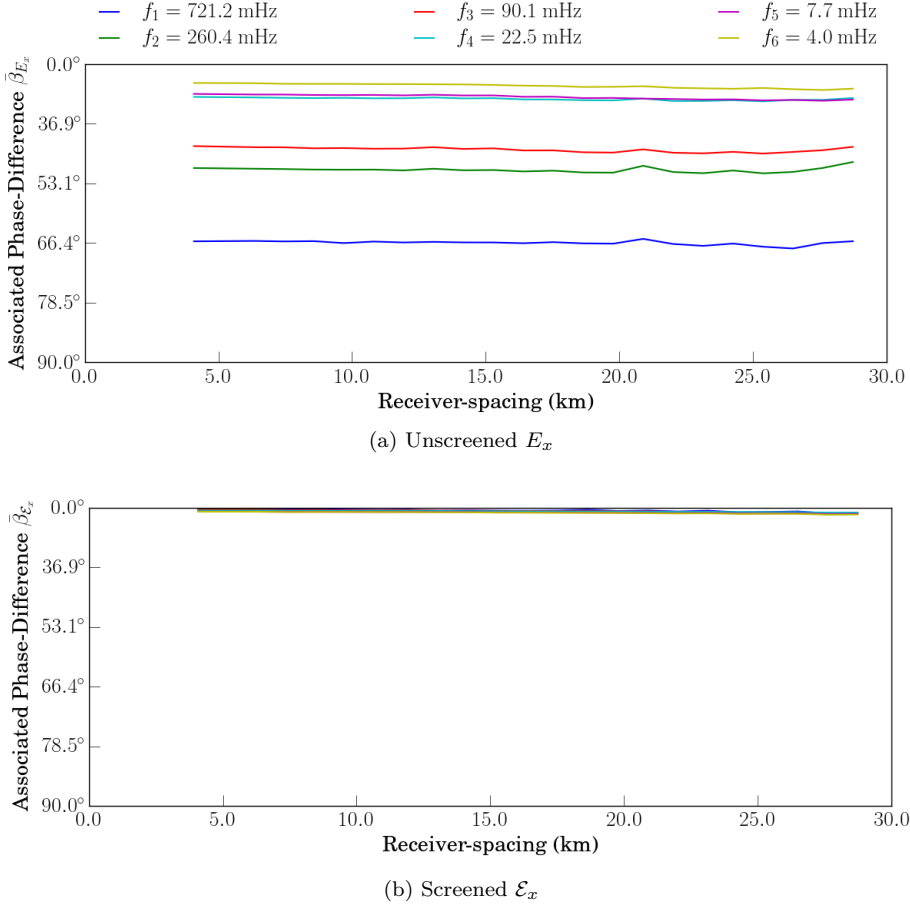 f₁ = 721.2 mHz f₃ = 90.1 mHz f₅ = 7.7 mHz
f₂ = 260.4 mHz f₄ = 22.5 mHz f₆ = 4.0 mHz
Associated Phase-Difference β̄_{E_x}
0.0°
36.9°
53.1°
66.4°
78.5°
90.0°
0.0 5.0 10.0 15.0 20.0 25.0 30.0
Receiver-spacing (km)
(a) Unscreened E_x
Associated Phase-Difference β̄_{ℰ_x}
0.0°
36.9°
53.1°
66.4°
78.5°
90.0°
0.0 5.0 10.0 15.0 20.0 25.0 30.0
Receiver-spacing (km)
(b) Screened ℰ_x